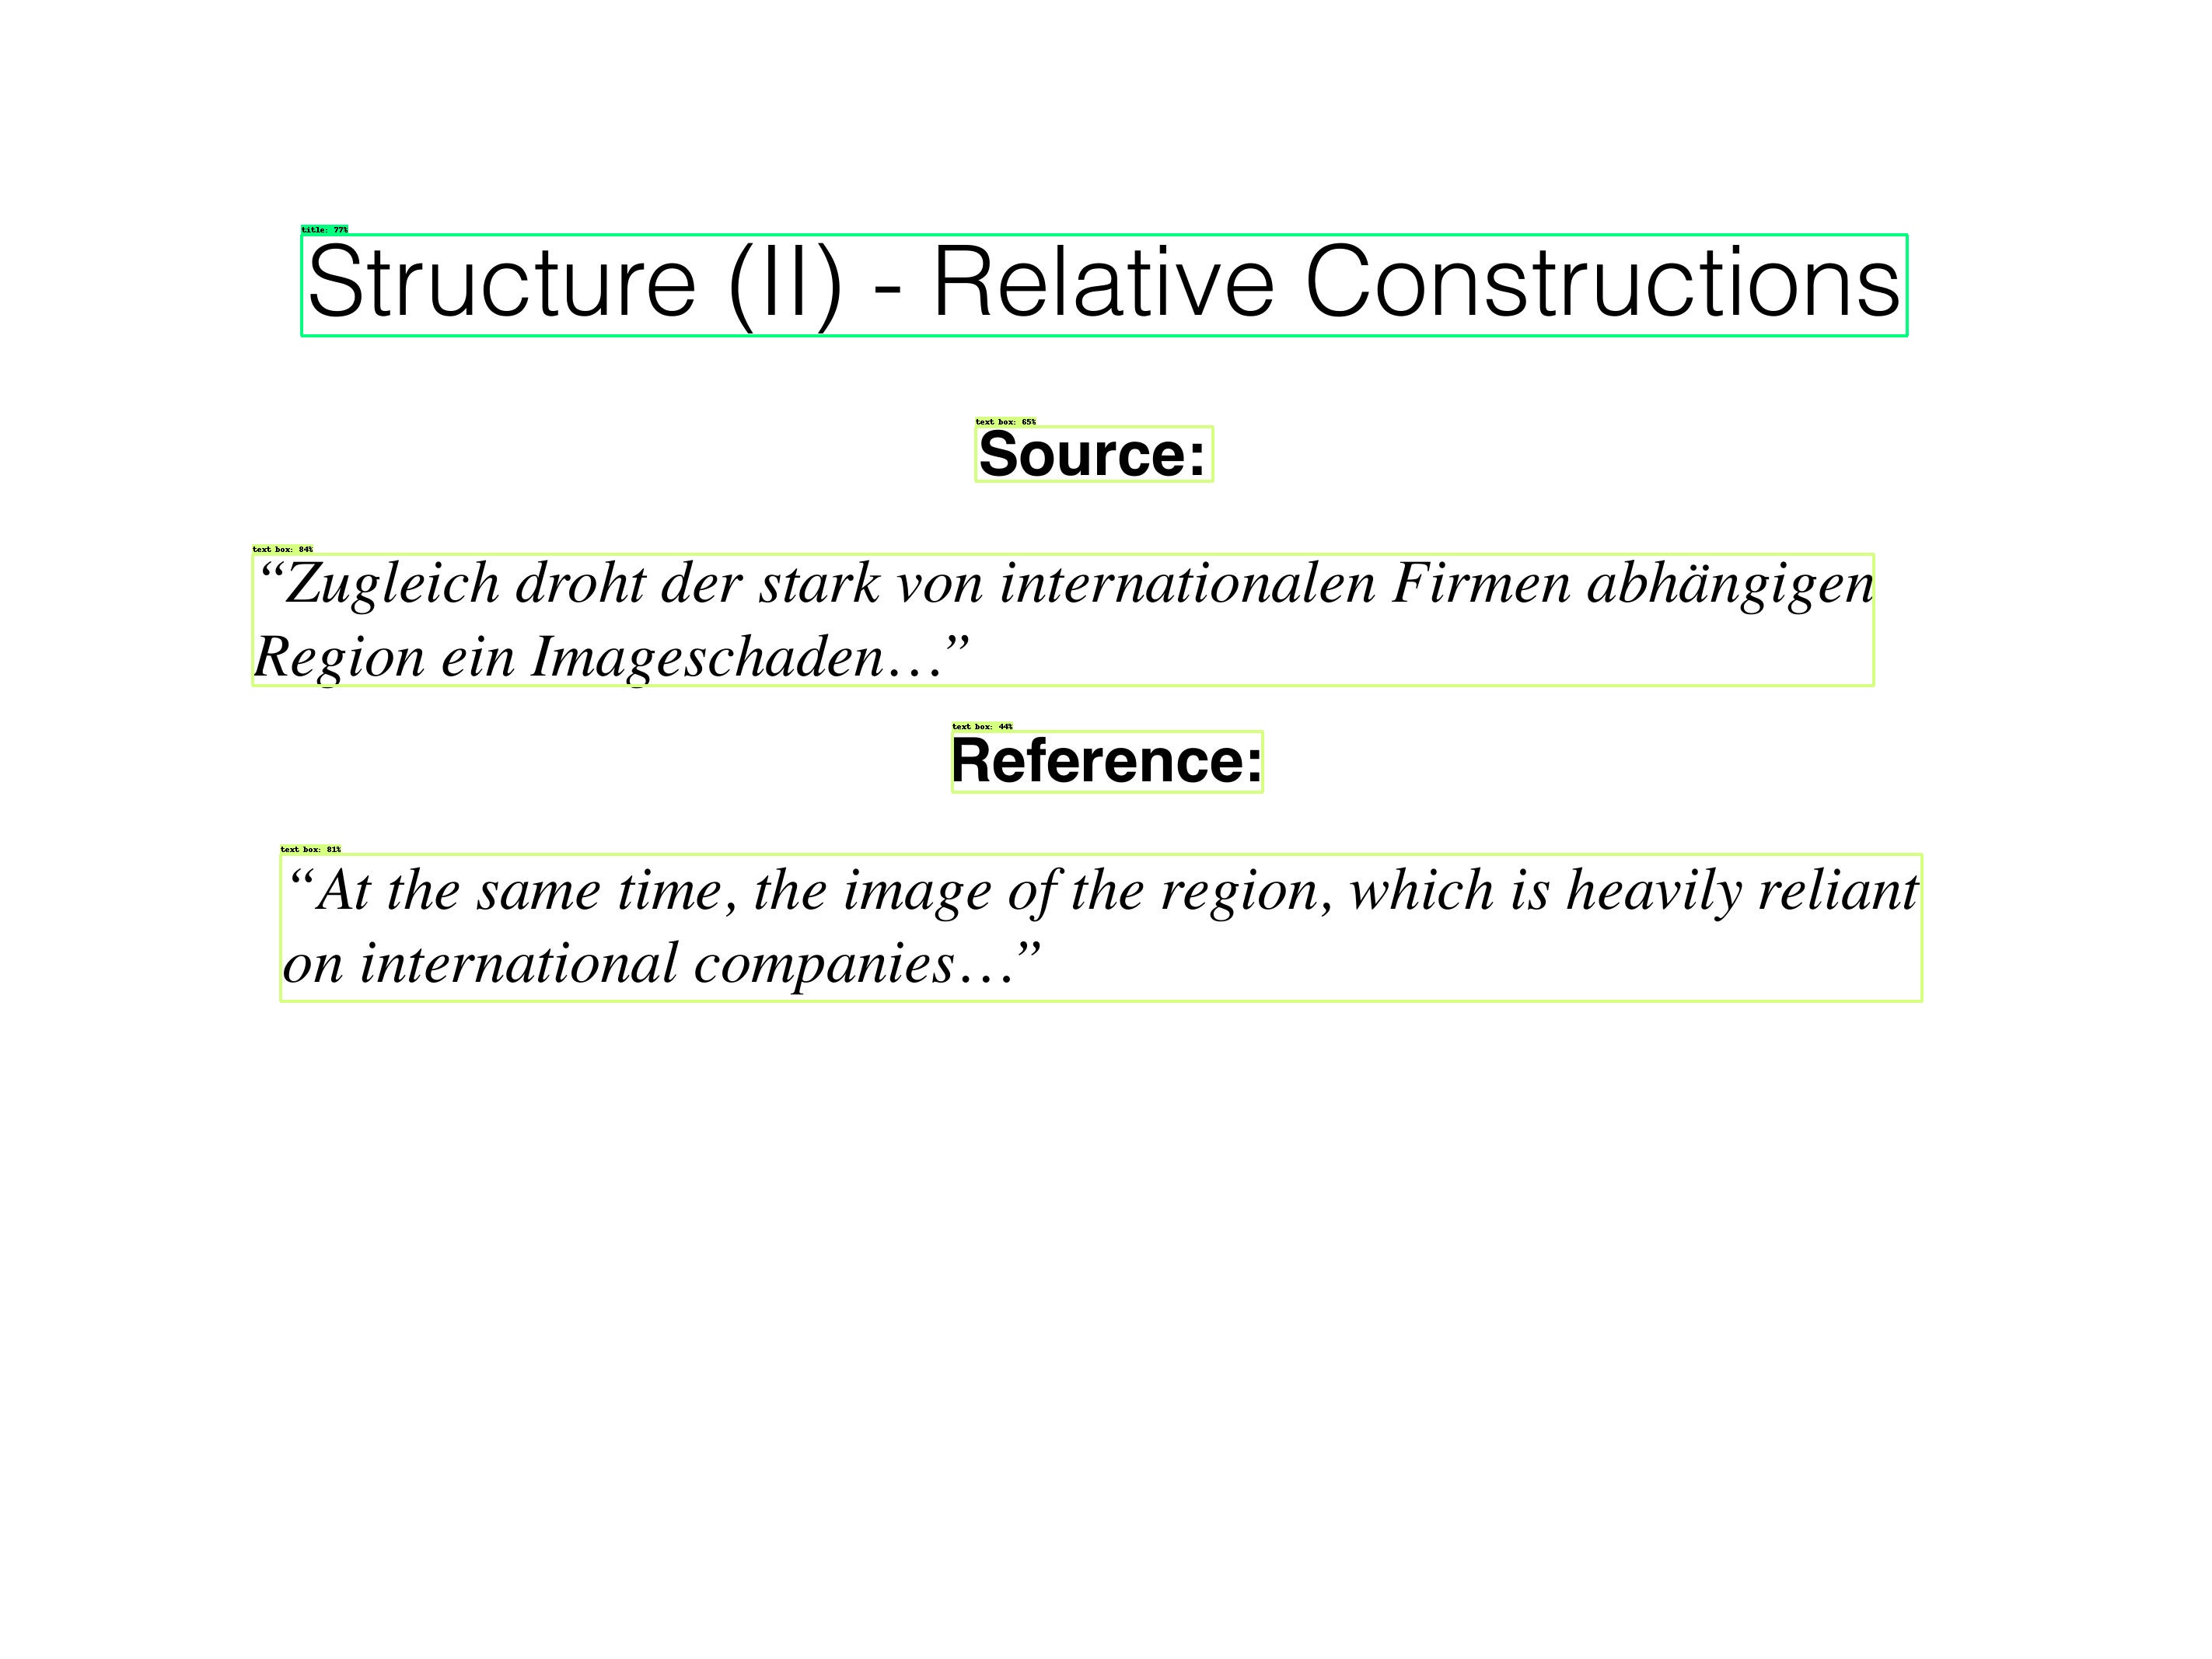 title: 77%
Structure (II) - Relative Constructions
text box: 65%
Source:
text box: 84%
“Zugleich droht der stark von internationalen Firmen abhängigen
Region ein Imageschaden…”
text box: 44%
Reference:
text box: 81%
“At the same time, the image of the region, which is heavily reliant
on international companies…”